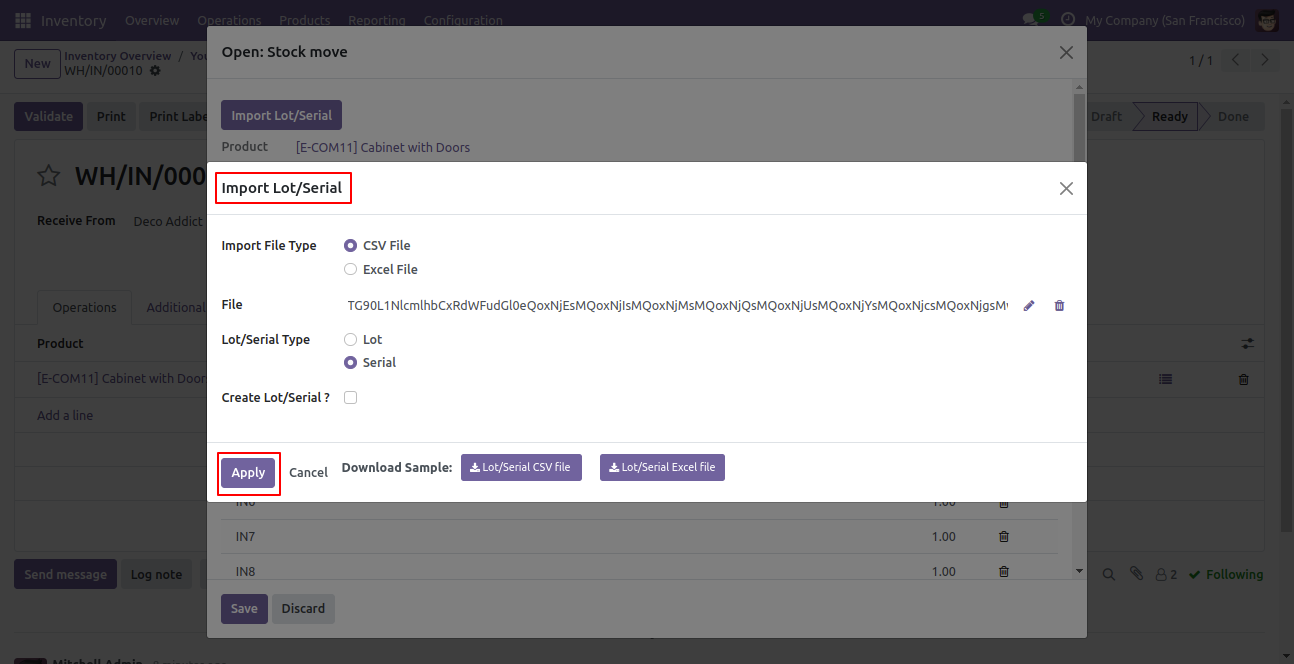 Inventory Overview Operations Products Reporting Configuration 5 My Company (San Francisco)
New Inventory Overview / You
WH/IN/00010
1 / 1
Open: Stock move
Validate Print Print Labe
Import Lot/Serial
Draft Ready Done
Product [E-COM11] Cabinet with Doors
WH/IN/000
Import Lot/Serial
Receive From Deco Addict
Import File Type CSV File
Excel File
Operations Additional
File
Lot/Serial Type Lot
Serial
Product
[E-COM11] Cabinet with Doors
Create Lot/Serial ?
Add a line
Apply Cancel Download Sample: Lot/Serial CSV file Lot/Serial Excel file
IN6 1.00
IN7 1.00
IN8 1.00
Send message Log note
2 Following
Save Discard
Mitchell Admin